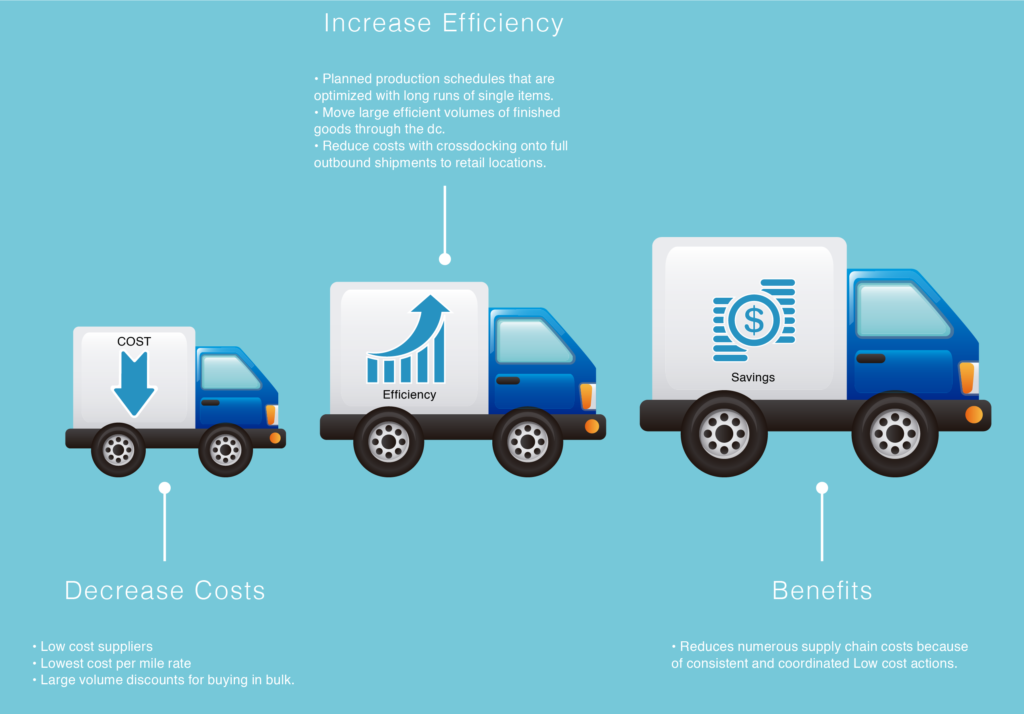 Increase Efficiency
• Planned production schedules that are
optimized with long runs of single items.
• Move large efficient volumes of finished
goods through the dc.
• Reduce costs with crossdocking onto full
outbound shipments to retail locations.
COST
Efficiency
$
Savings
Decrease Costs
• Low cost suppliers
• Lowest cost per mile rate
• Large volume discounts for buying in bulk.
Benefits
• Reduces numerous supply chain costs because
of consistent and coordinated Low cost actions.